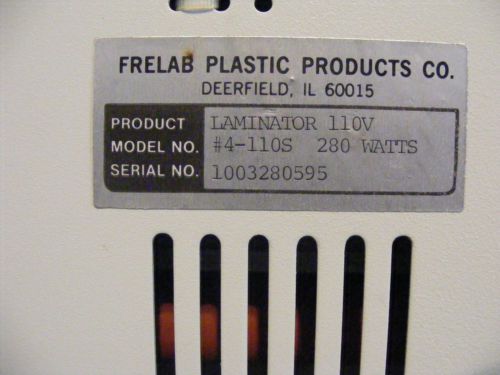 FRELAB PLASTIC PRODUCTS CO.
DEERFIELD, IL 60015
PRODUCT LAMINATOR 110V
MODEL NO. #4-110S 280 WATTS
SERIAL NO. 1003280595